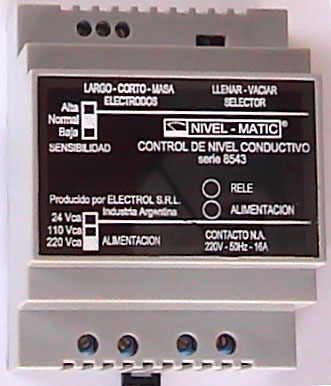 LARGO - CORTO - MASA
ELECTRODOS
LLENAR - VACIAR
SELECTOR
Alta
Normal
Baja
SENSIBILIDAD
NIVEL - MATIC®
CONTROL DE NIVEL CONDUCTIVO
serie 8543
RELE
ALIMENTACION
Producido por ELECTROL S.R.L.
Industria Argentina
24 Vca
110 Vca
220 Vca
ALIMENTACION
CONTACTO N.A.
220V - 50Hz - 16A